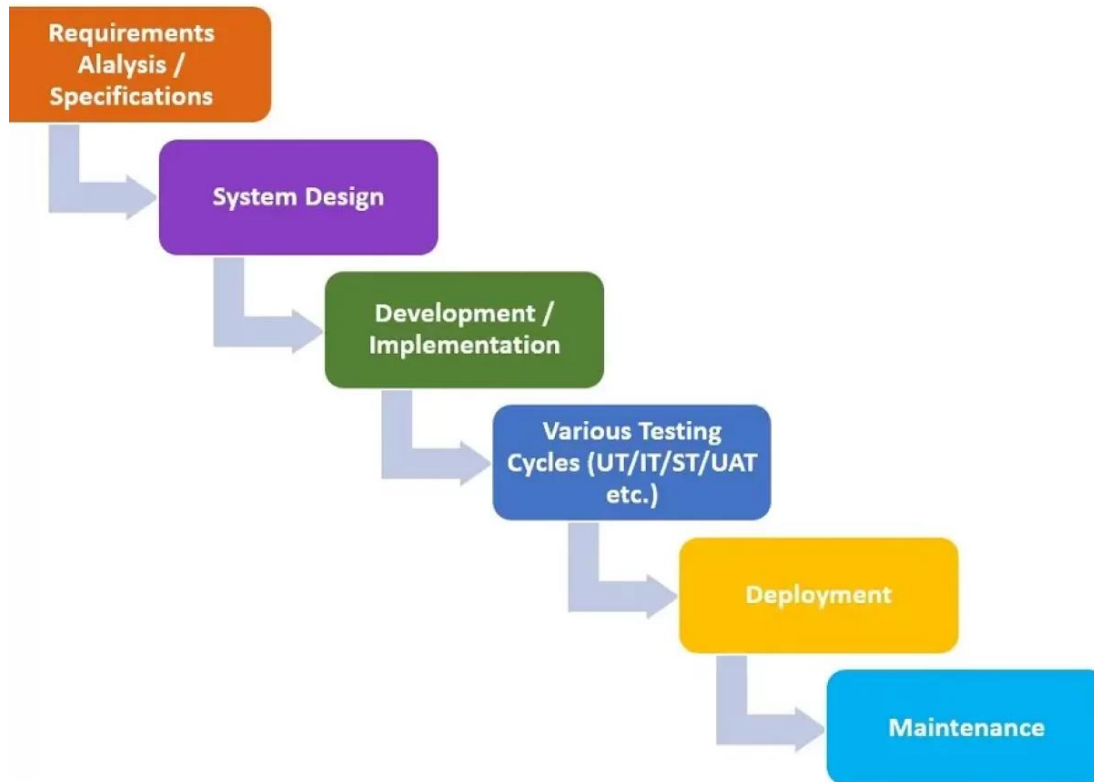 Requirements
Alalysis /
Specifications
System Design
Development /
Implementation
Various Testing
Cycles (UT/IT/ST/UAT
etc.)
Deployment
Maintenance